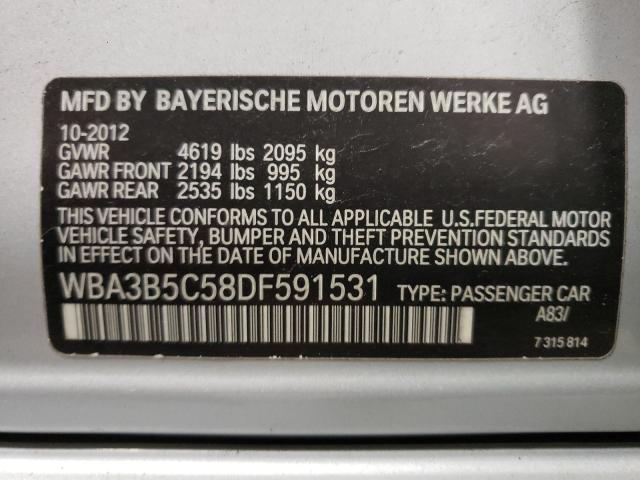 MFD BY BAYERISCHE MOTOREN WERKE AG
10-2012
GVWR 4619 lbs 2095 kg
GAWR FRONT 2194 lbs 995 kg
GAWR REAR 2535 lbs 1150 kg
THIS VEHICLE CONFORMS TO ALL APPLICABLE U.S.FEDERAL MOTOR
VEHICLE SAFETY, BUMPER AND THEFT PREVENTION
STANDARDS IN EFFECT ON THE DATE OF MANUFACTURE SHOWN ABOVE.
WBA3B5C58DF591531 TYPE: PASSENGER CAR
A83/
7 315 814